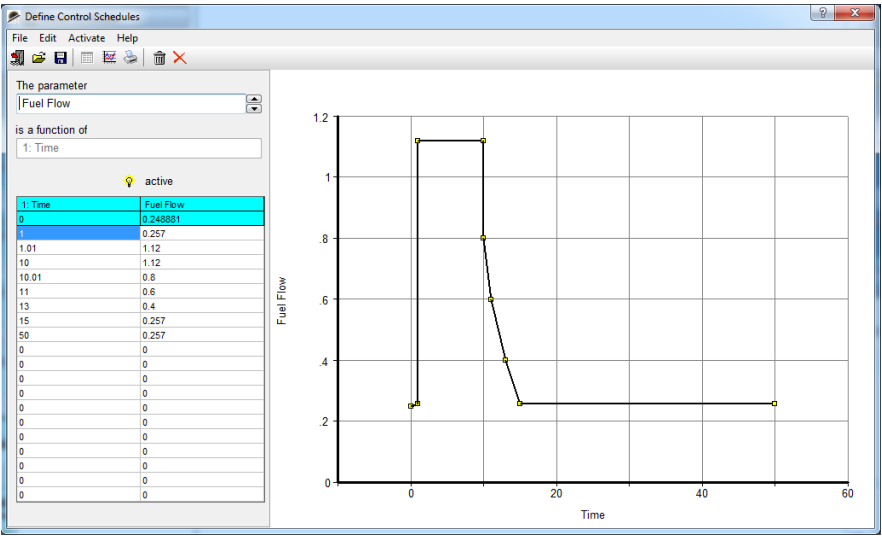 Define Control Schedules
File Edit Activate Help
The parameter
Fuel Flow
is a function of
1: Time
active
1: Time Fuel Flow
0 0.248881
1 0.257
1.01 1.12
10 1.12
10.01 0.8
11 0.6
13 0.4
15 0.257
50 0.257
0 0
0 0
0 0
0 0
0 0
0 0
0 0
0 0
0 0
0 0
0 0
1.2
1
.8
.6
.4
.2
0
Fuel Flow
0 20 40 60
Time